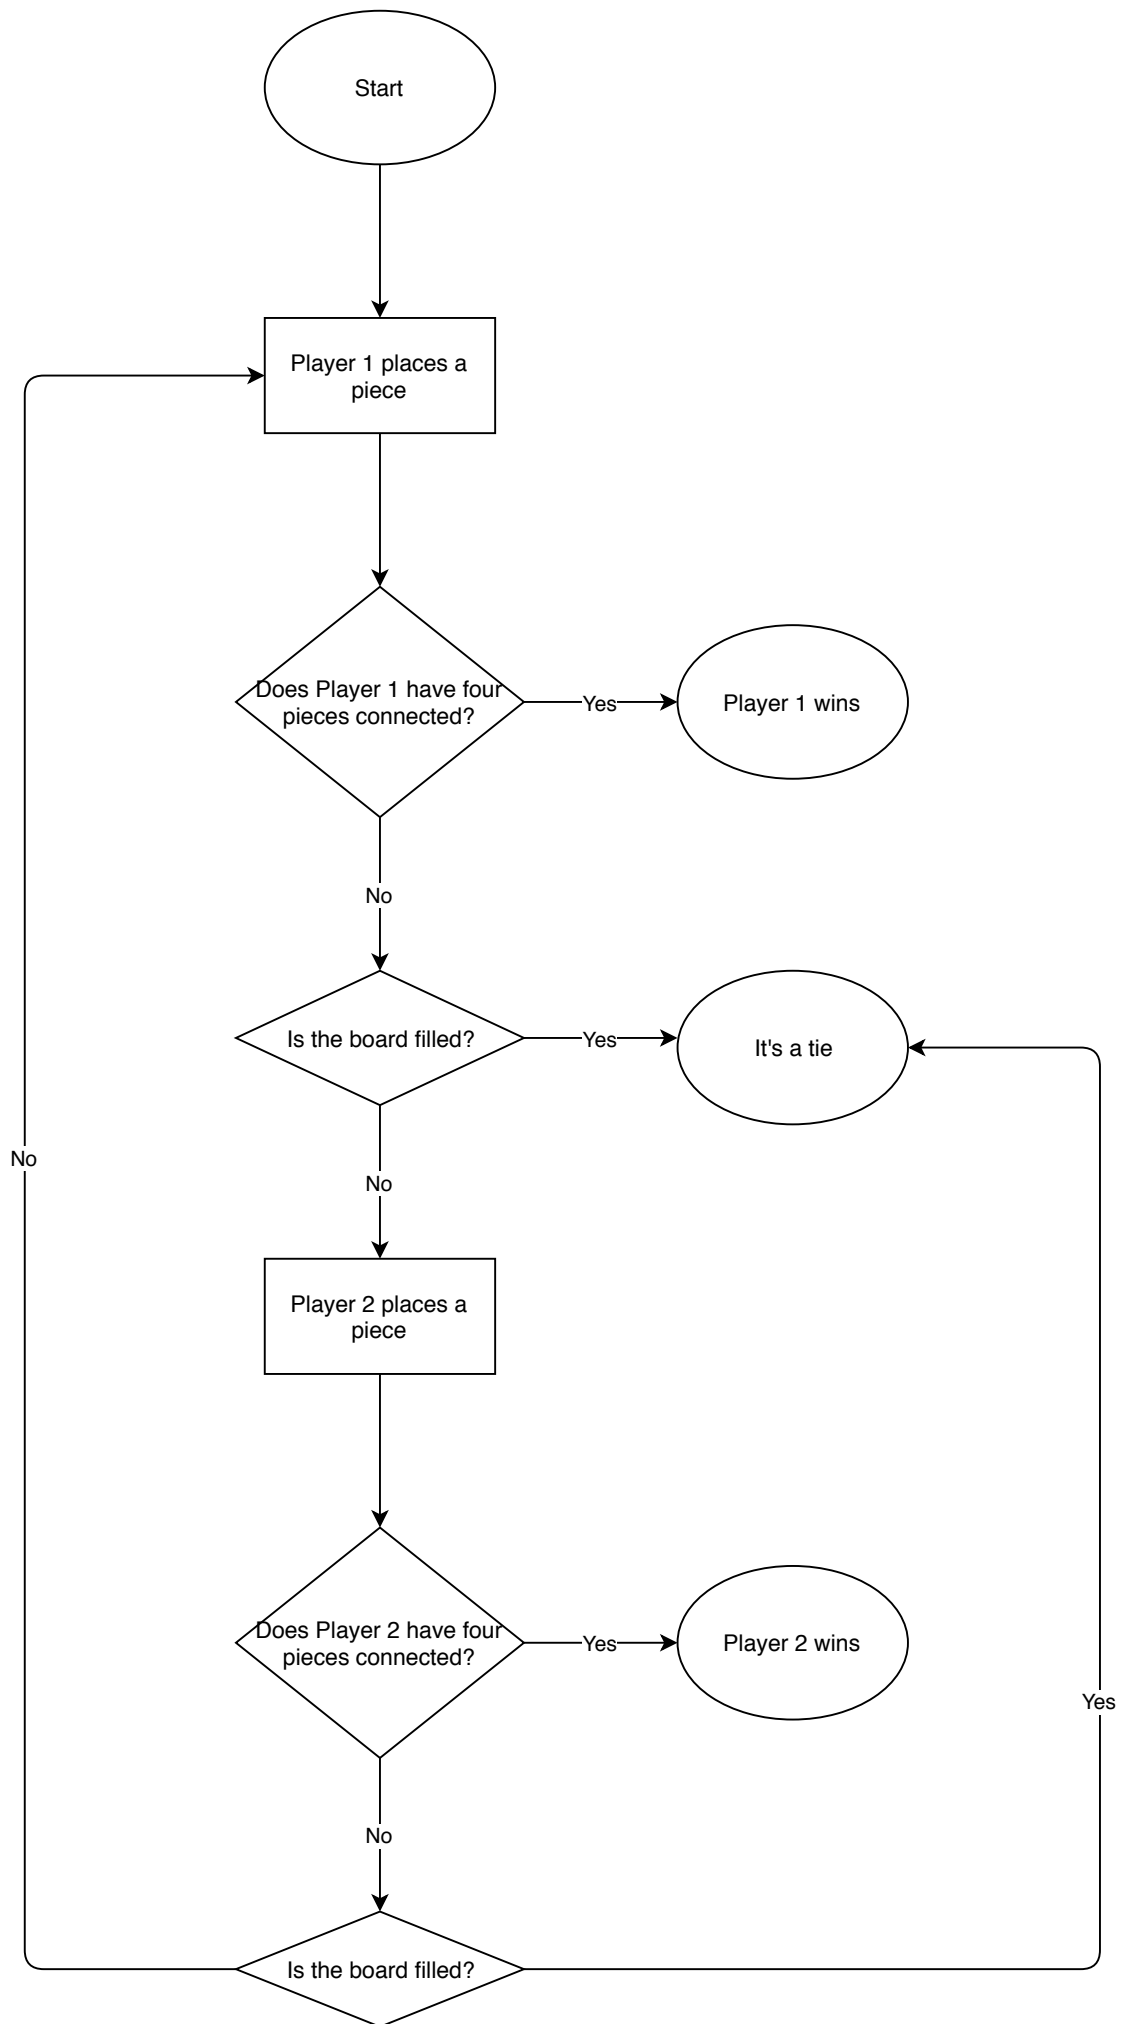 Start
Player 1 places a
piece
Does Player 1 have four
pieces connected?
Yes
Player 1 wins
No
Is the board filled?
Yes
It's a tie
No
No
Player 2 places a
piece
Does Player 2 have four
pieces connected?
Yes
Player 2 wins
Yes
No
Is the board filled?